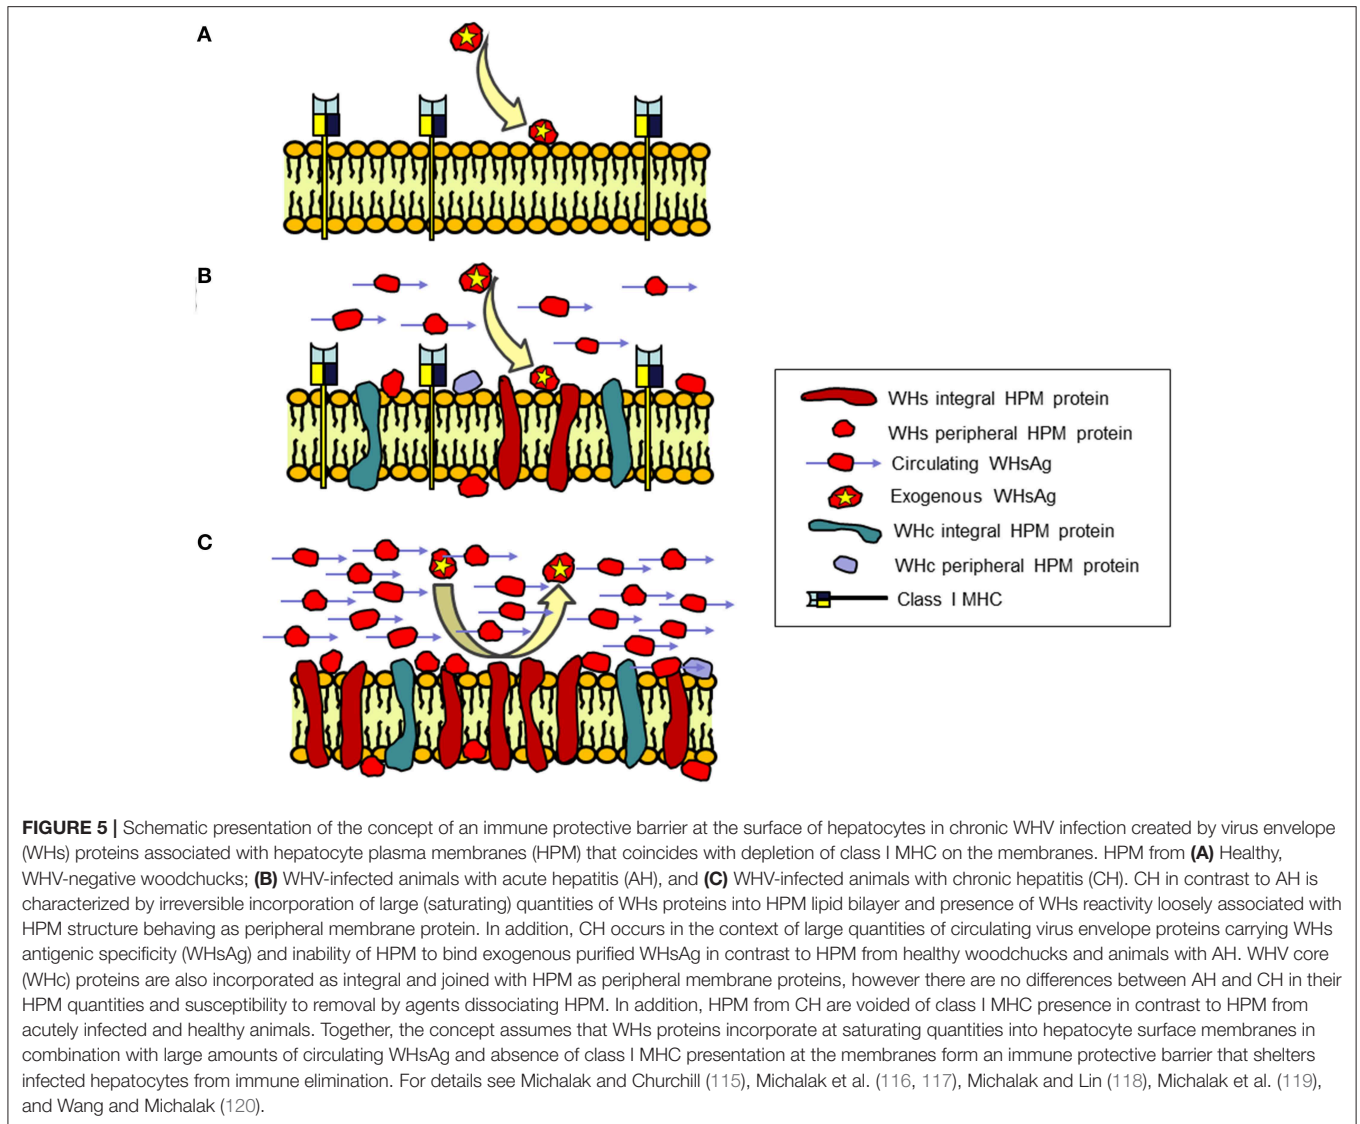 A
B
C
WHs integral HPM protein
WHs peripheral HPM protein
Circulating WHsAg
Exogenous WHsAg
WHc integral HPM protein
WHc peripheral HPM protein
Class I MHC
FIGURE 5 | Schematic presentation of the concept of an immune protective barrier at the surface of hepatocytes in chronic WHV infection created by virus envelope
(WHs) proteins associated with hepatocyte plasma membranes (HPM) that coincides with depletion of class I MHC on the membranes. HPM from (A) Healthy,
WHV-negative woodchucks; (B) WHV-infected animals with acute hepatitis (AH), and (C) WHV-infected animals with chronic hepatitis (CH). CH in contrast to AH is
characterized by irreversible incorporation of large (saturating) quantities of WHs proteins into HPM lipid bilayer and presence of WHs reactivity loosely associated with
HPM structure behaving as peripheral membrane protein. In addition, CH occurs in the context of large quantities of circulating virus envelope proteins carrying WHs
antigenic specificity (WHsAg) and inability of HPM to bind exogenous purified WHsAg in contrast to HPM from healthy woodchucks and animals with AH. WHV core
(WHc) proteins are also incorporated as integral and joined with HPM as peripheral membrane proteins, however there are no differences between AH and CH in their
HPM quantities and susceptibility to removal by agents dissociating HPM. In addition, HPM from CH are voided of class I MHC presence in contrast to HPM from
acutely infected and healthy animals. Together, the concept assumes that WHs proteins incorporate at saturating quantities into hepatocyte surface membranes in
combination with large amounts of circulating WHsAg and absence of class I MHC presentation at the membranes form an immune protective barrier that shelters
infected hepatocytes from immune elimination. For details see Michalak and Churchill (115), Michalak et al. (116, 117), Michalak and Lin (118), Michalak et al. (119),
and Wang and Michalak (120).